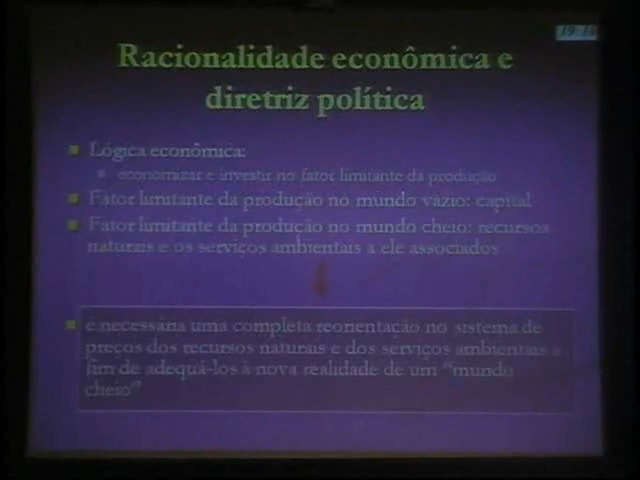 Racionalidade econômica e
diretriz política
Lógica econômica:
economizar e investir no fator limitante da produção
Fator limitante da produção no mundo vazio: capital
Fator limitante da produção no mundo cheio: recursos
naturais e os serviços ambientais a ele associados
é necessária uma completa reorientação no sistema de
preços dos recursos naturais e dos serviços ambientais a
fim de adequá-los à nova realidade de um "mundo
cheio"